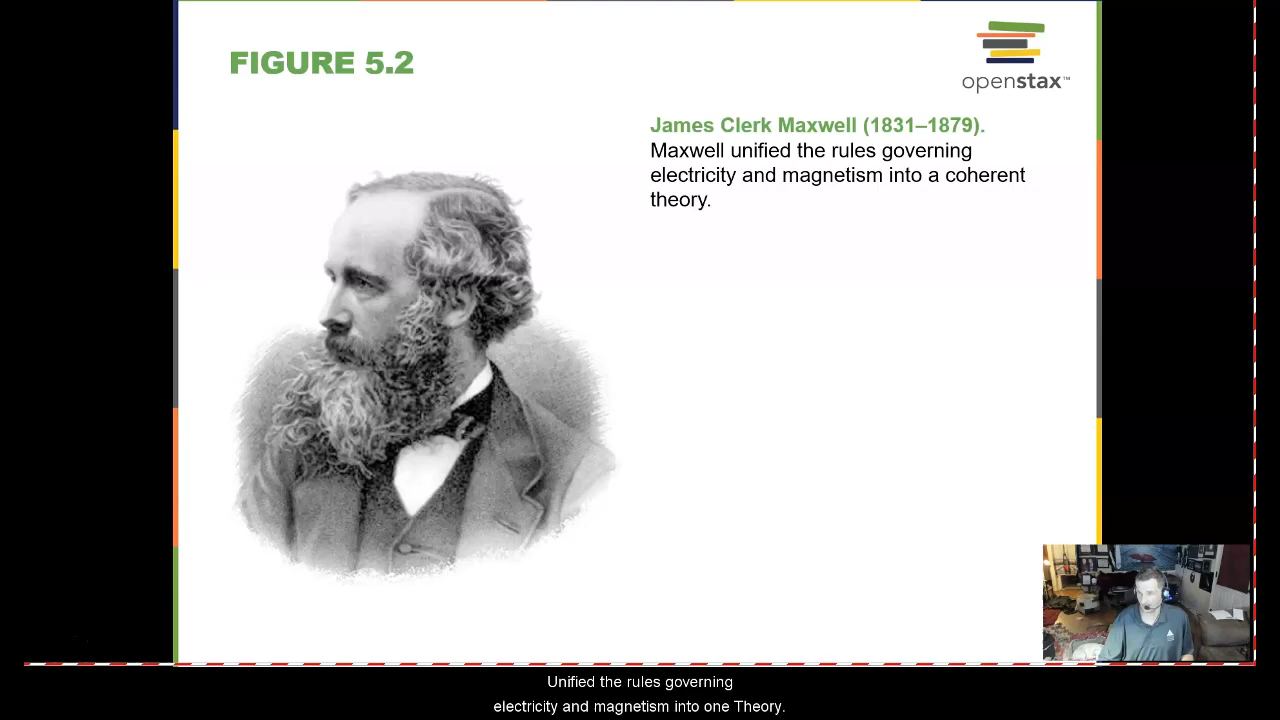 FIGURE 5.2
openstax™
James Clerk Maxwell (1831–1879).
Maxwell unified the rules governing
electricity and magnetism into a coherent
theory.
Unified the rules governing
electricity and magnetism into one Theory.